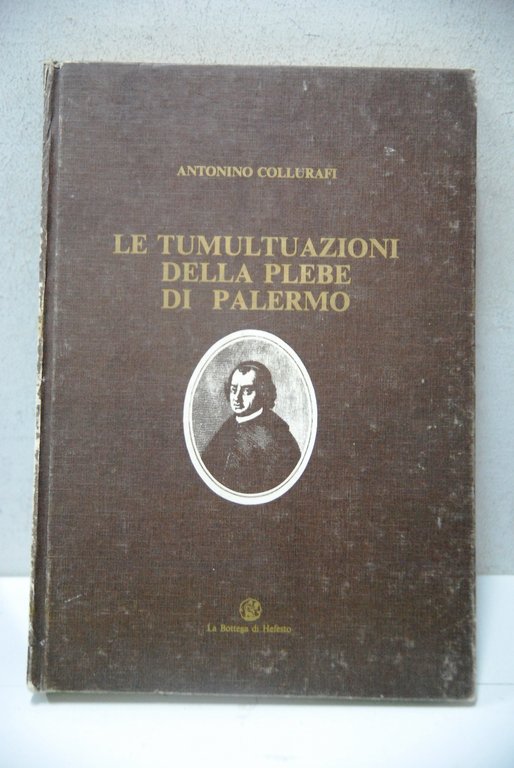 ANTONINO COLLURAFI
LE TUMULTUAZIONI
DELLA PLEBE
DI PALERMO
La Bottega di Hefesto